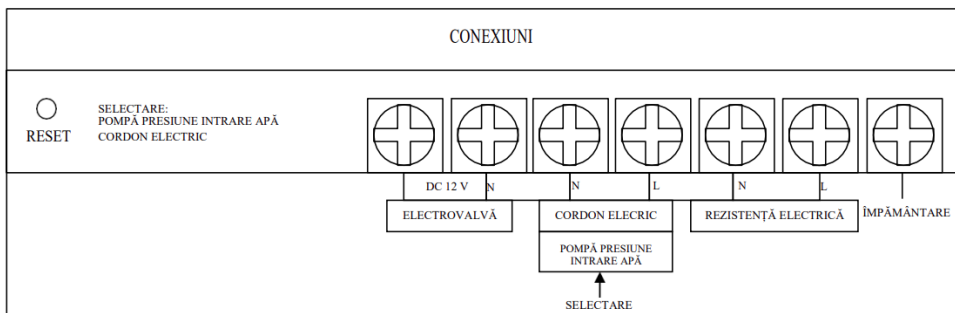 CONEXIUNI
SELECTARE:
POMPĂ PRESIUNE INTRARE APĂ
RESET
CORDON ELECTRIC
DC 12 V N N L N L
ELECTROVALVĂ
CORDON ELECRIC
REZISTENȚĂ ELECTRICĂ
ÎMPĂMÂNTARE
POMPĂ PRESIUNE
INTRARE APĂ
SELECTARE